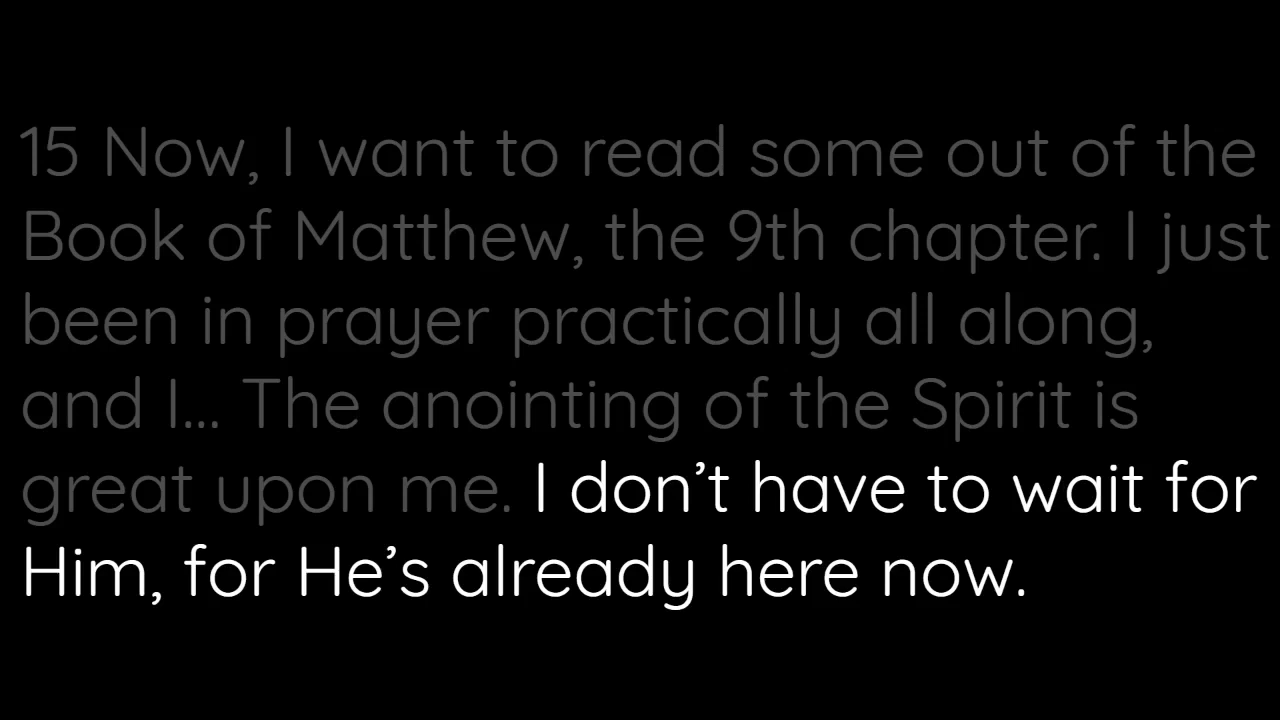 15 Now, I want to read some out of the
Book of Matthew, the 9th chapter. I just
been in prayer practically all along,
and I... The anointing of the Spirit is
great upon me. I don’t have to wait for
Him, for He’s already here now.